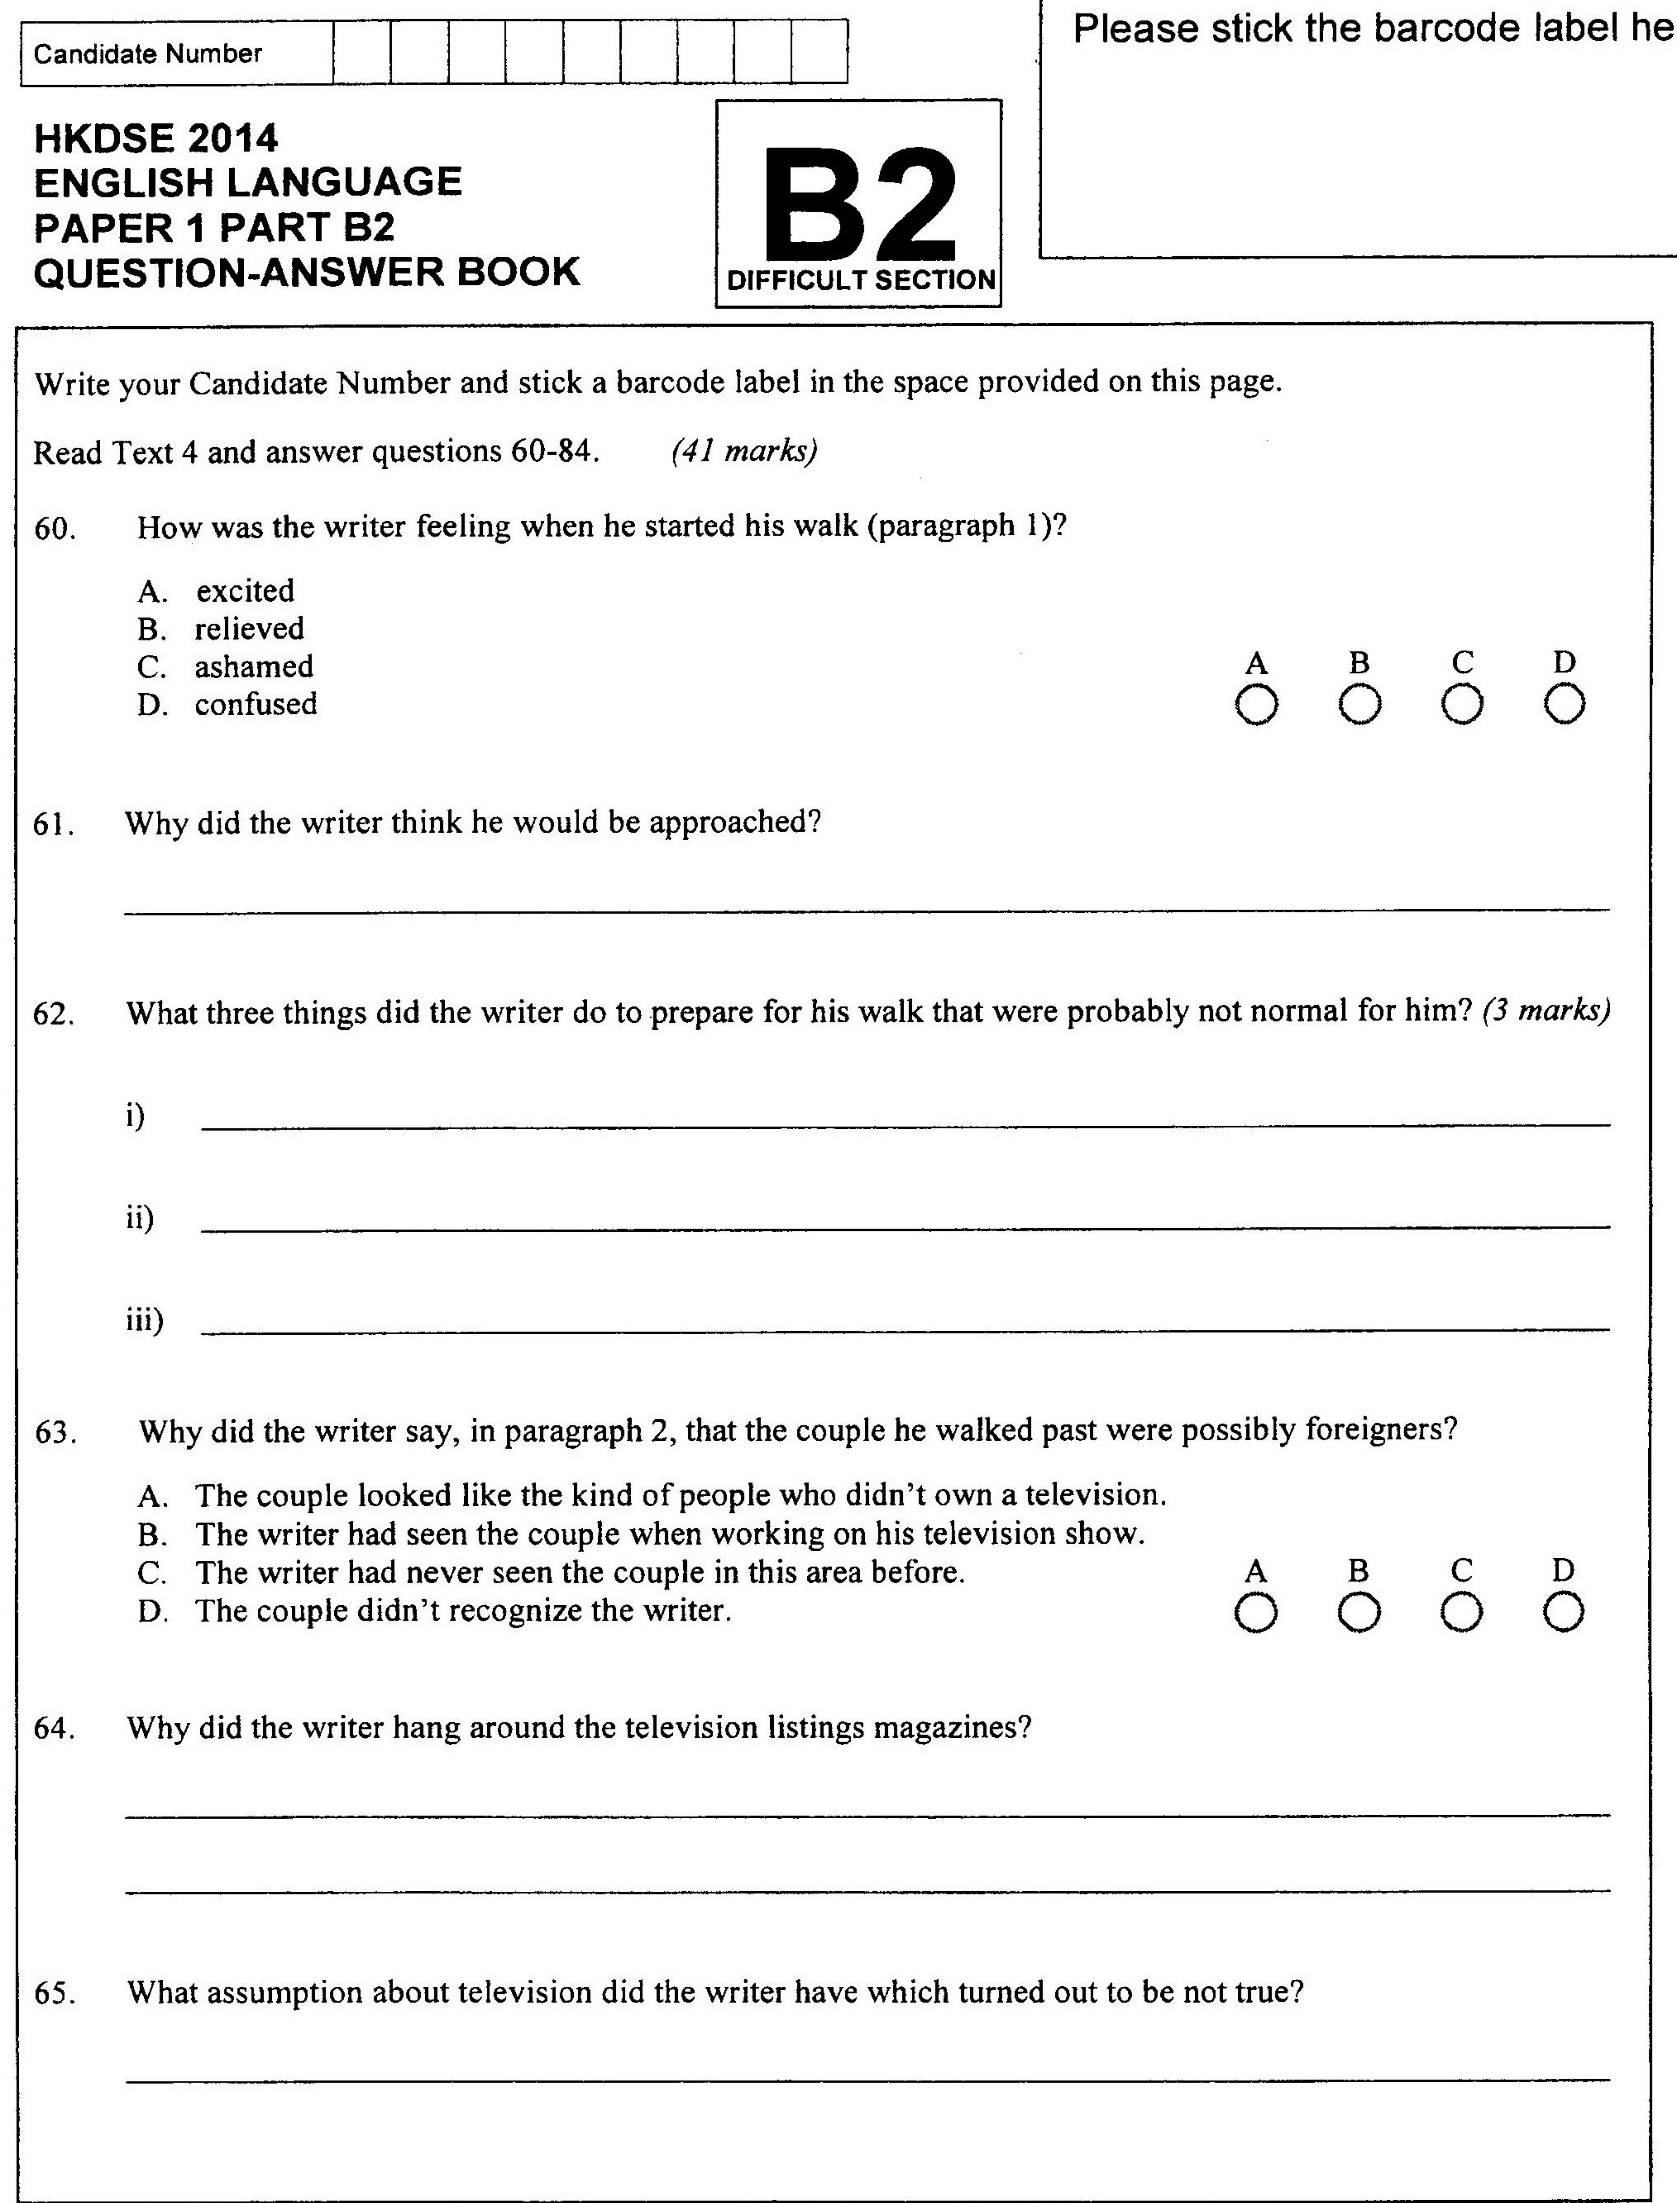 Candidate Number
Please stick the barcode label he
HKDSE 2014
ENGLISH LANGUAGE
PAPER 1 PART B2
QUESTION-ANSWER BOOK
B2
DIFFICULT SECTION
Write your Candidate Number and stick a barcode label in the space provided on this page.
Read Text 4 and answer questions 60-84. (41 marks)
60. How was the writer feeling when he started his walk (paragraph 1)?
A. excited
B. relieved
C. ashamed
D. confused
A B C D
61. Why did the writer think he would be approached?
62. What three things did the writer do to prepare for his walk that were probably not normal for him? (3 marks)
i)
ii)
iii)
63. Why did the writer say, in paragraph 2, that the couple he walked past were possibly foreigners?
A. The couple looked like the kind of people who didn't own a television.
B. The writer had seen the couple when working on his television show.
C. The writer had never seen the couple in this area before.
D. The couple didn't recognize the writer.
A B C D
64. Why did the writer hang around the television listings magazines?
65. What assumption about television did the writer have which turned out to be not true?